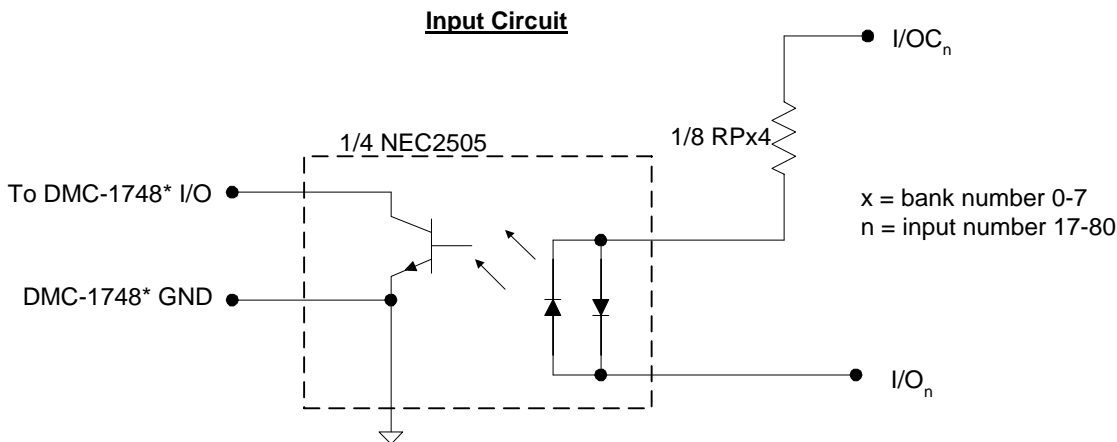 Input Circuit
I/OCn
1/8 RPx4
1/4 NEC2505
To DMC-1748* I/O
x = bank number 0-7
n = input number 17-80
DMC-1748* GND
I/On